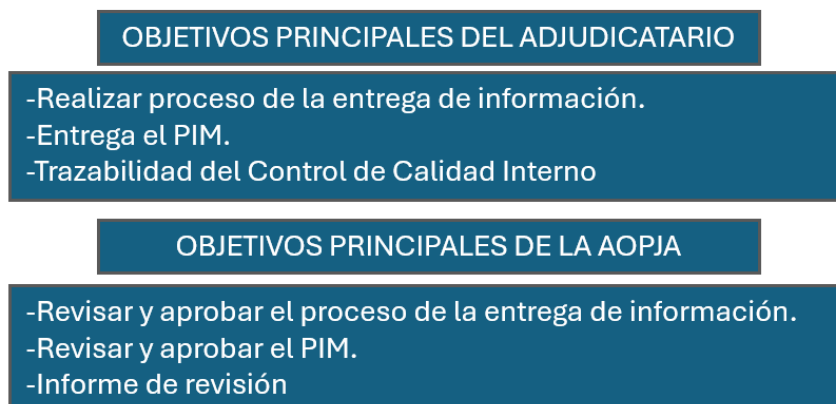 OBJETIVOS PRINCIPALES DEL ADJUDICATARIO
-Realizar proceso de la entrega de información.
-Entrega el PIM.
-Trazabilidad del Control de Calidad Interno
OBJETIVOS PRINCIPALES DE LA AOPJA
-Revisar y aprobar el proceso de la entrega de información.
-Revisar y aprobar el PIM.
-Informe de revisión